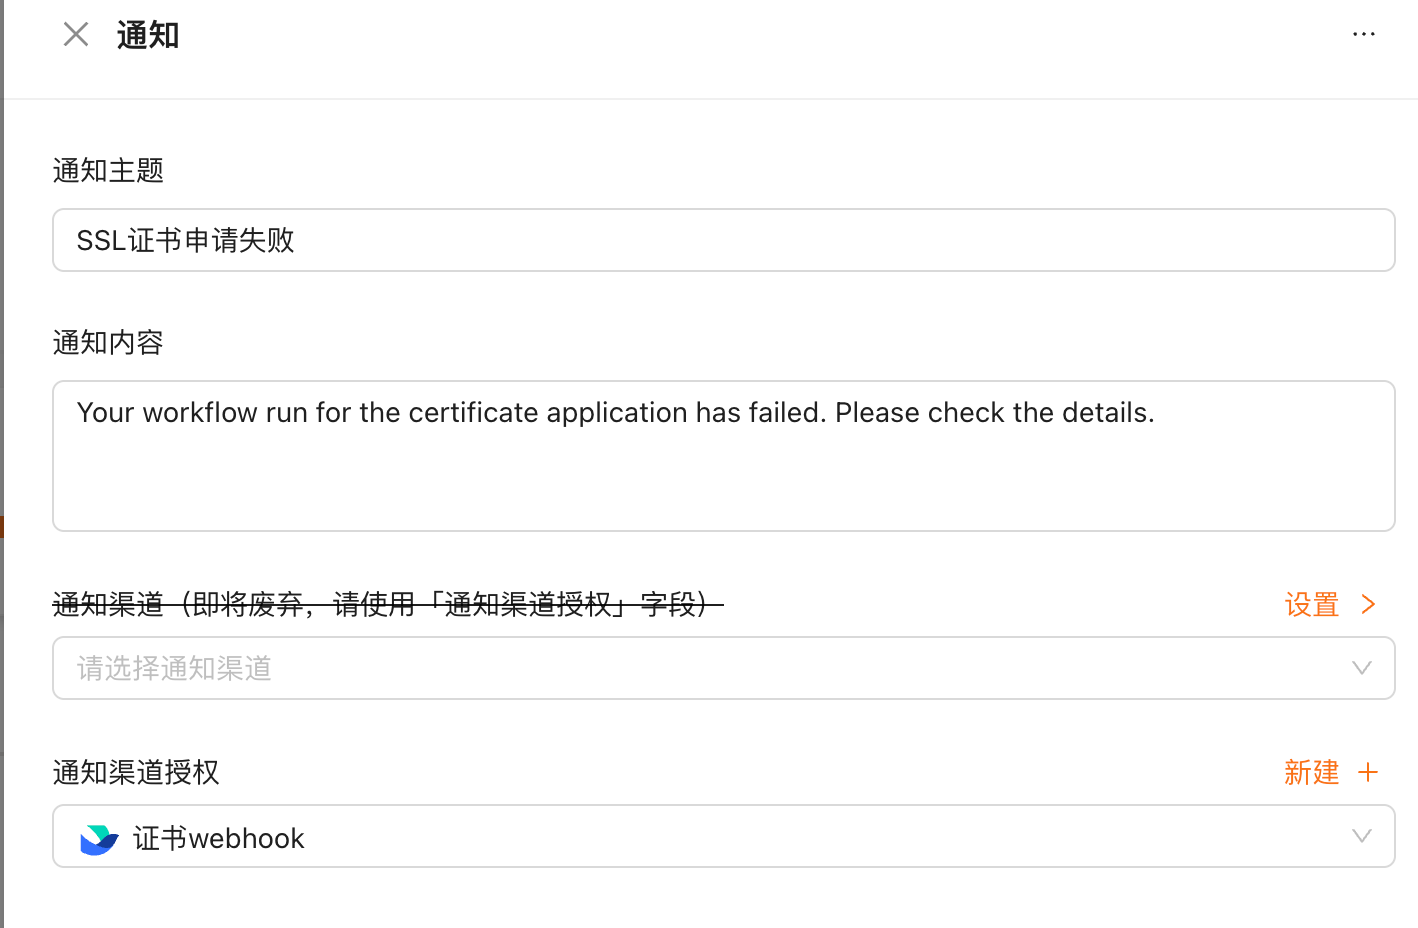 通知
通知主题
SSL证书申请失败
通知内容
Your workflow run for the certificate application has failed. Please check the details.
通知渠道（即将废弃，请使用「通知渠道授权」字段）
设置
请选择通知渠道
通知渠道授权
新建
证书webhook